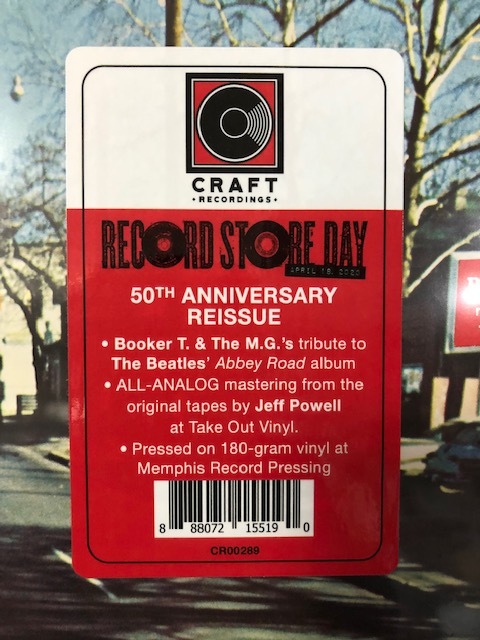 CRAFT
• RECORDINGS •
RECORD STORE DAY
APRIL 18, 2020
50TH ANNIVERSARY
REISSUE
• Booker T. & The M.G.'s tribute to
The Beatles' Abbey Road album
• ALL-ANALOG mastering from the
original tapes by Jeff Powell
at Take Out Vinyl.
• Pressed on 180-gram vinyl at
Memphis Record Pressing
8 88072 15519 0
CR00289